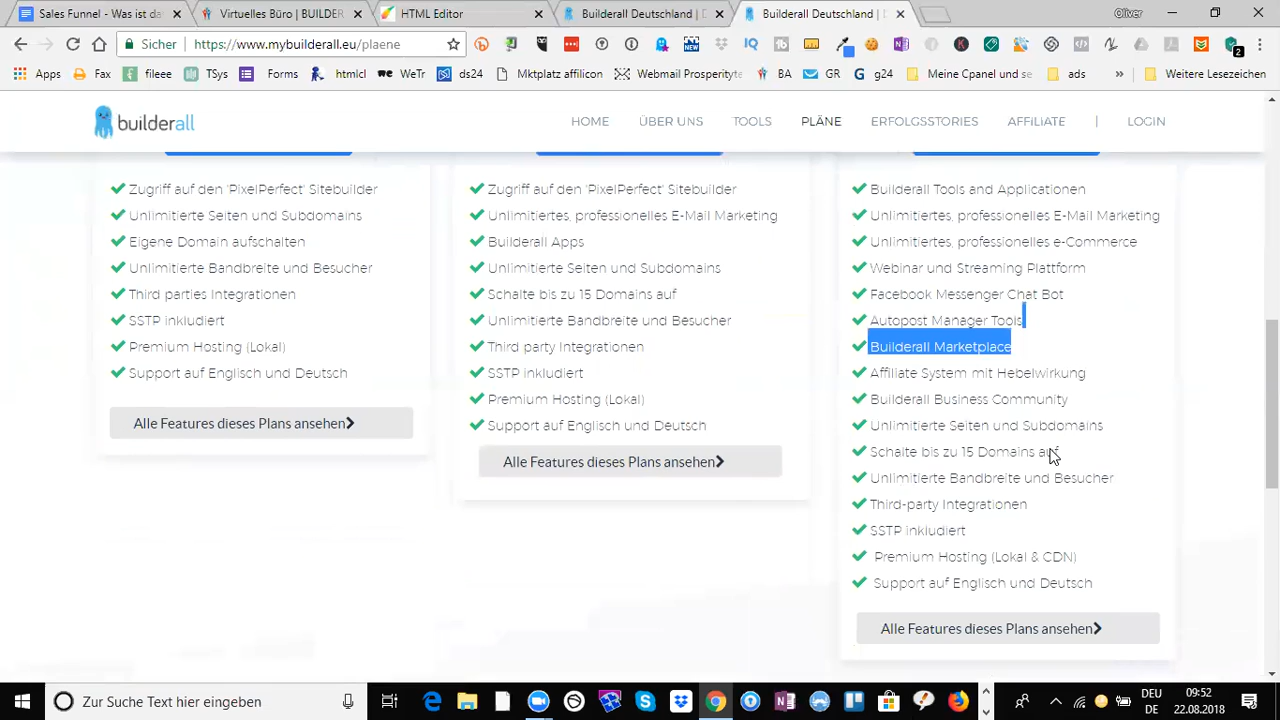 Sales Funnel - Was ist da
Virtuelles Büro | BUILDER
HTML Editor
Builderall Deutschland | D
Builderall Deutschland | D
Oliver
Sicher
https://www.mybuilderall.eu/plaene
Apps
Fax
fileee
TSys
Forms
htmlcl
WeTr
ds24
Mktplatz affilicon
Webmail Prosperityte
BA
GR
g24
Meine Cpanel und se
ads
»
Weitere Lesezeichen
builderall
HOME
ÜBER UNS
TOOLS
PLÄNE
ERFOLGSSTORIES
AFFILIATE
|
LOGIN
Zugriff auf den 'PixelPerfect' Sitebuilder
Unlimitierte Seiten und Subdomains
Eigene Domain aufschalten
Unlimitierte Bandbreite und Besucher
Third parties Integrationen
SSTP inkludiert
Premium Hosting (Lokal)
Support auf Englisch und Deutsch
Alle Features dieses Plans ansehen
Zugriff auf den 'PixelPerfect' Sitebuilder
Unlimitiertes, professionelles E-Mail Marketing
Builderall Apps
Unlimitierte Seiten und Subdomains
Schalte bis zu 15 Domains auf
Unlimitierte Bandbreite und Besucher
Third party Integrationen
SSTP inkludiert
Premium Hosting (Lokal)
Support auf Englisch und Deutsch
Alle Features dieses Plans ansehen
Builderall Tools and Applicationen
Unlimitiertes, professionelles E-Mail Marketing
Unlimitiertes, professionelles e-Commerce
Webinar und Streaming Plattform
Facebook Messenger Chat Bot
Autopost Manager Tools
Builderall Marketplace
Affiliate System mit Hebelwirkung
Builderall Business Community
Unlimitierte Seiten und Subdomains
Schalte bis zu 15 Domains auf
Unlimitierte Bandbreite und Besucher
Third-party Integrationen
SSTP inkludiert
Premium Hosting (Lokal & CDN)
Support auf Englisch und Deutsch
Alle Features dieses Plans ansehen
Zur Suche Text hier eingeben
DEU
DE
09:52
22.08.2018